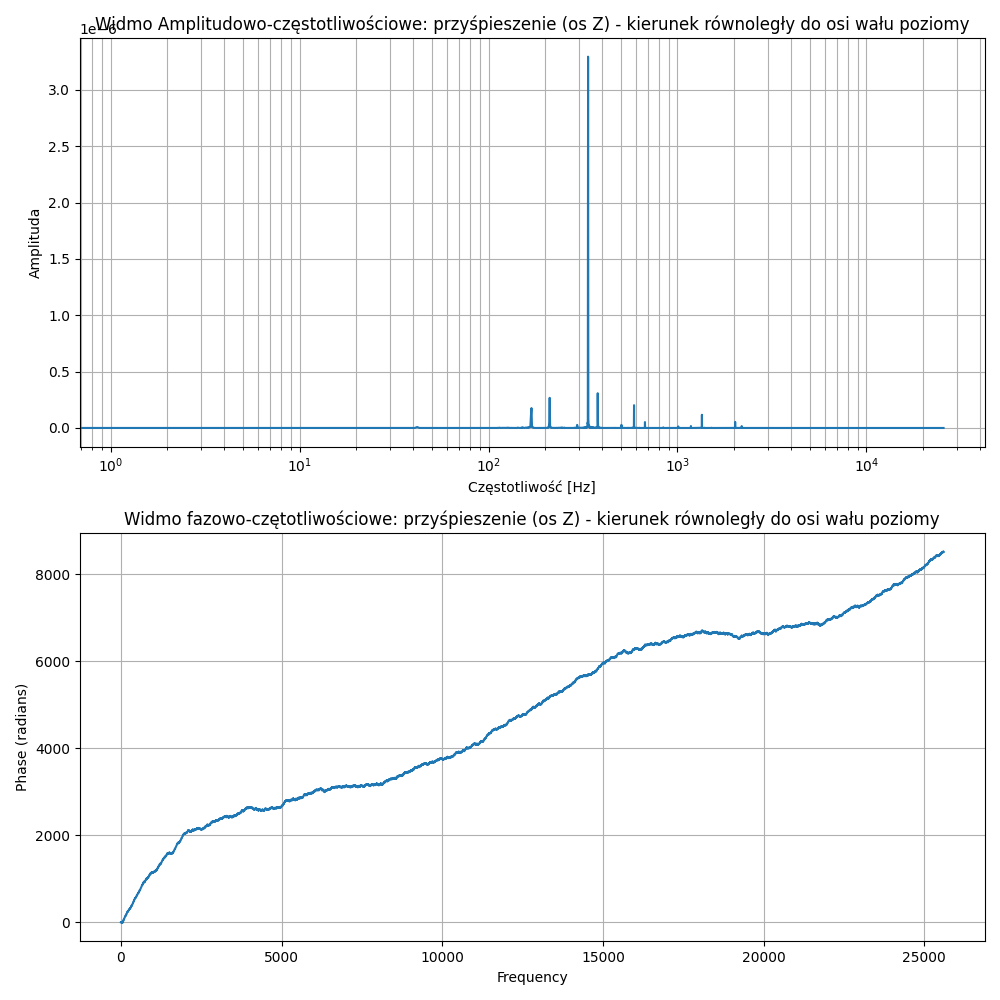 Widmo Amplitudowo-częstotliwościowe: przyśpieszenie (os Z) - kierunek równoległy do osi wału poziomy
1e−6
3.0
2.5
2.0
1.5
1.0
0.5
0.0
Amplituda
10⁰ 10¹ 10² 10³ 10⁴
Częstotliwość [Hz]
Widmo fazowo-czętotliwościowe: przyśpieszenie (os Z) - kierunek równoległy do osi wału poziomy
8000
6000
4000
2000
0
Phase (radians)
0 5000 10000 15000 20000 25000
Frequency